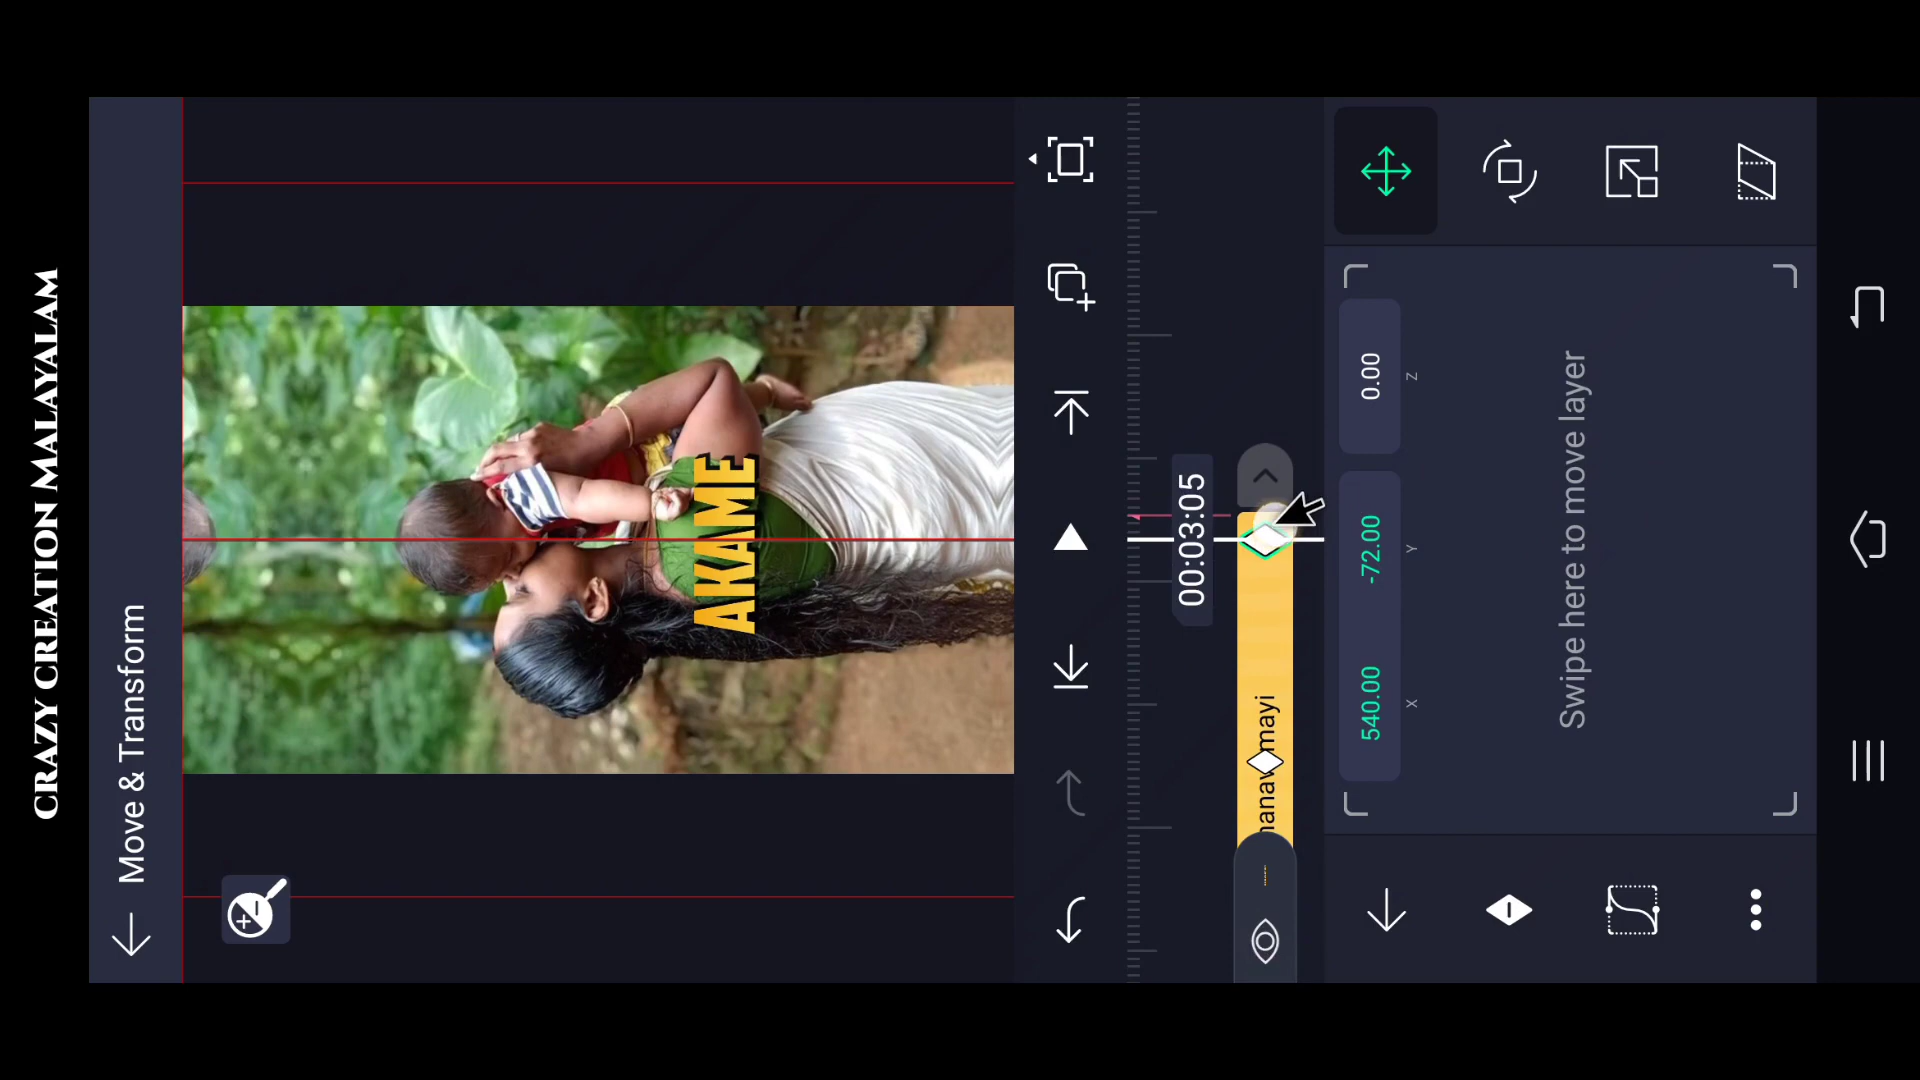 CRAZY CREATION MALAYALAM
Move & Transform
AKAME
00:03:05
mayi
540.00
X
-72.00
Y
0.00
Z
Swipe here to move layer